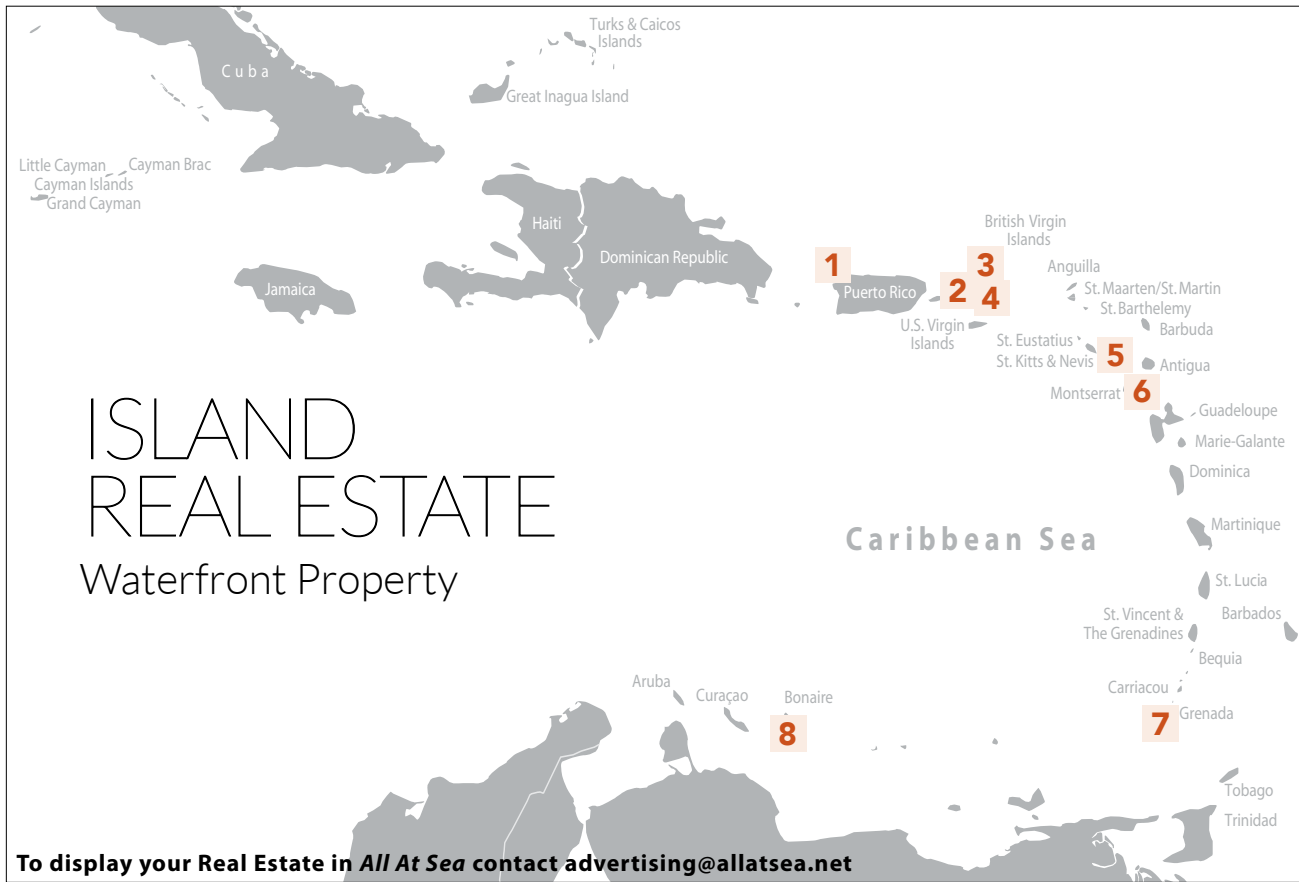 Turks & Caicos
Islands
Cuba
Great Inagua Island
Little Cayman
Cayman Brac
Cayman Islands
Grand Cayman
Haiti
Dominican Republic
Jamaica
1
Puerto Rico
2
British Virgin
Islands
3
4
U.S. Virgin
Islands
Anguilla
St. Maarten/St. Martin
St. Barthelemy
Barbuda
St. Eustatius
St. Kitts & Nevis
5
Antigua
Montserrat
6
Guadeloupe
Marie-Galante
Dominica
ISLAND
REAL ESTATE
Waterfront Property
Caribbean Sea
Martinique
St. Lucia
St. Vincent &
The Grenadines
Barbados
Bequia
Carriacou
7
Grenada
Aruba
Curaçao
Bonaire
8
Tobago
Trinidad
To display your Real Estate in All At Sea contact advertising@allatsea.net